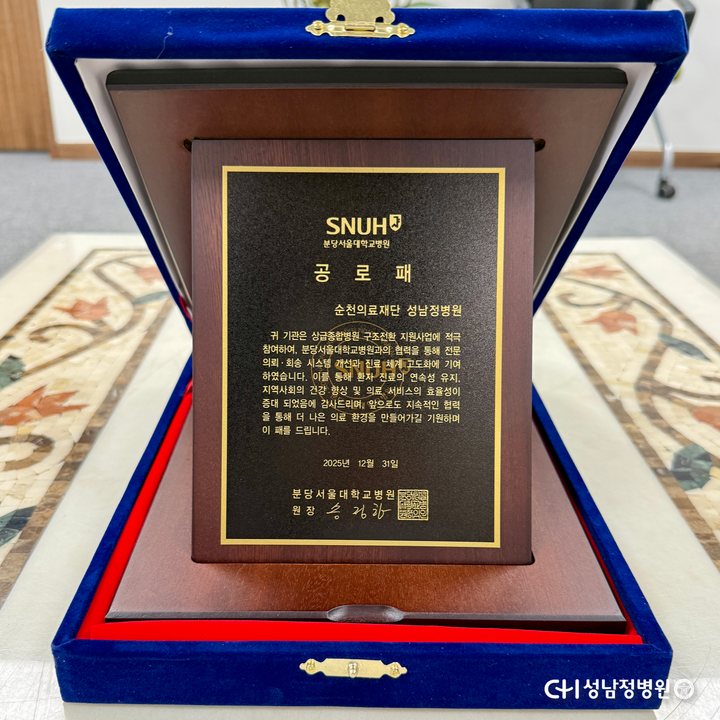 SNUH
분당서울대학교병원
공 로 패
순천의료재단 성남정병원
귀 기관은 상급종합병원 구조전환 지원사업에 적극
참여하여, 분당서울대학교병원과의 협력을 통해 전문
의뢰·회송 시스템 개선과 진료 체계 고도화에 기여
하였습니다. 이를 통해 환자 진료의 연속성 유지,
지역사회의 건강 향상 및 의료 서비스의 효율성이
증대 되었음에 감사드리며, 앞으로도 지속적인 협력
을 통해 더 나은 의료 환경을 만들어가길 기원하며
이 패를 드립니다.
SNUH
2025년 12월 31일
분당서울대학교병원
원 장
CHJ 성남정병원